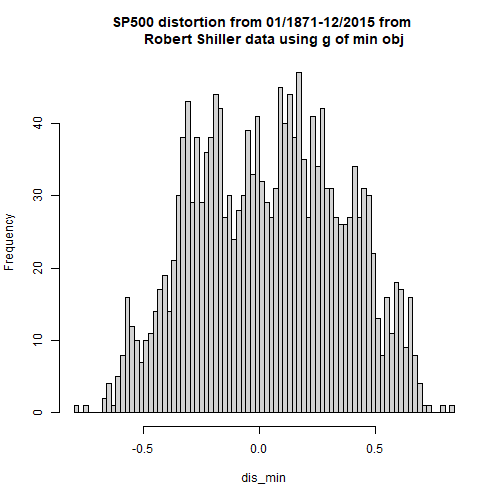 SP500 distortion from 01/1871-12/2015 from
Robert Shiller data using g of min obj
Frequency
40
30
20
10
0
-0.5 0.0 0.5
dis_min